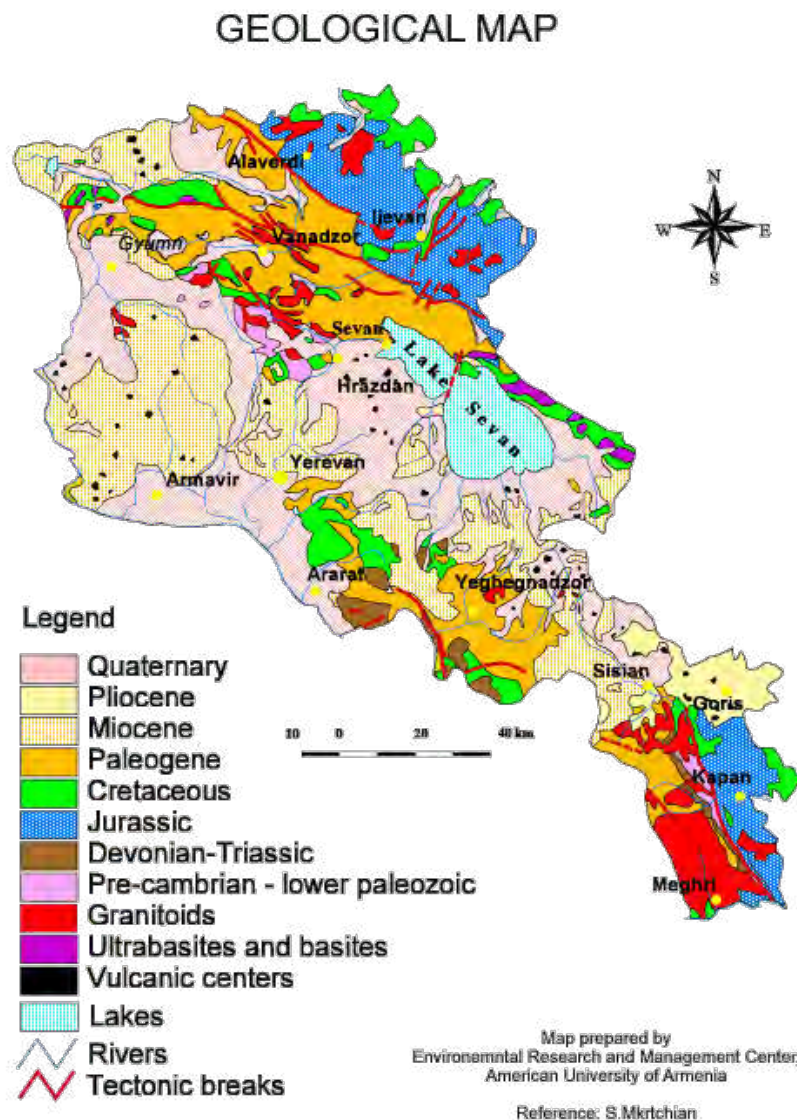 GEOLOGICAL MAP
Alaverdi
N
Ijevan
Vanadzor
W
E
Gyumri
S
Sevan
Lake
Hrazdan
Sevan
Yerevan
Armavir
Ararat
Yeghegnadzor
Legend
Sisian
Quaternary
Goris
Pliocene
Miocene
10 0 20 40 km.
Paleogene
Kapan
Cretaceous
Jurassic
Devonian-Triassic
Pre-cambrian - lower paleozoic
Meghri
Granitoids
Ultrabasites and basites
Vulcanic centers
Lakes
Rivers
Tectonic breaks
Map prepared by
Environemntal Research and Management Center,
American University of Armenia
Reference: S.Mkrtchian